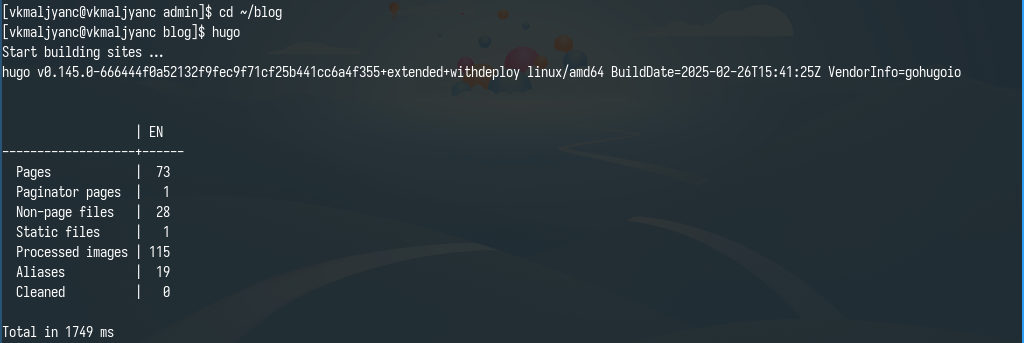 [vkmaljyanc@vkmaljyanc admin]$ cd ~/blog
[vkmaljyanc@vkmaljyanc blog]$ hugo
Start building sites …
hugo v0.145.0-666444f0a52132f9fec9f71cf25b441cc6a4f355+extended+withdeploy linux/amd64 BuildDate=2025-02-26T15:41:25Z VendorInfo=gohugoio
                   | EN
-------------------+------
  Pages            |  73
  Paginator pages  |   1
  Non-page files   |  28
  Static files     |   1
  Processed images | 115
  Aliases          |  19
  Cleaned          |   0
Total in 1749 ms